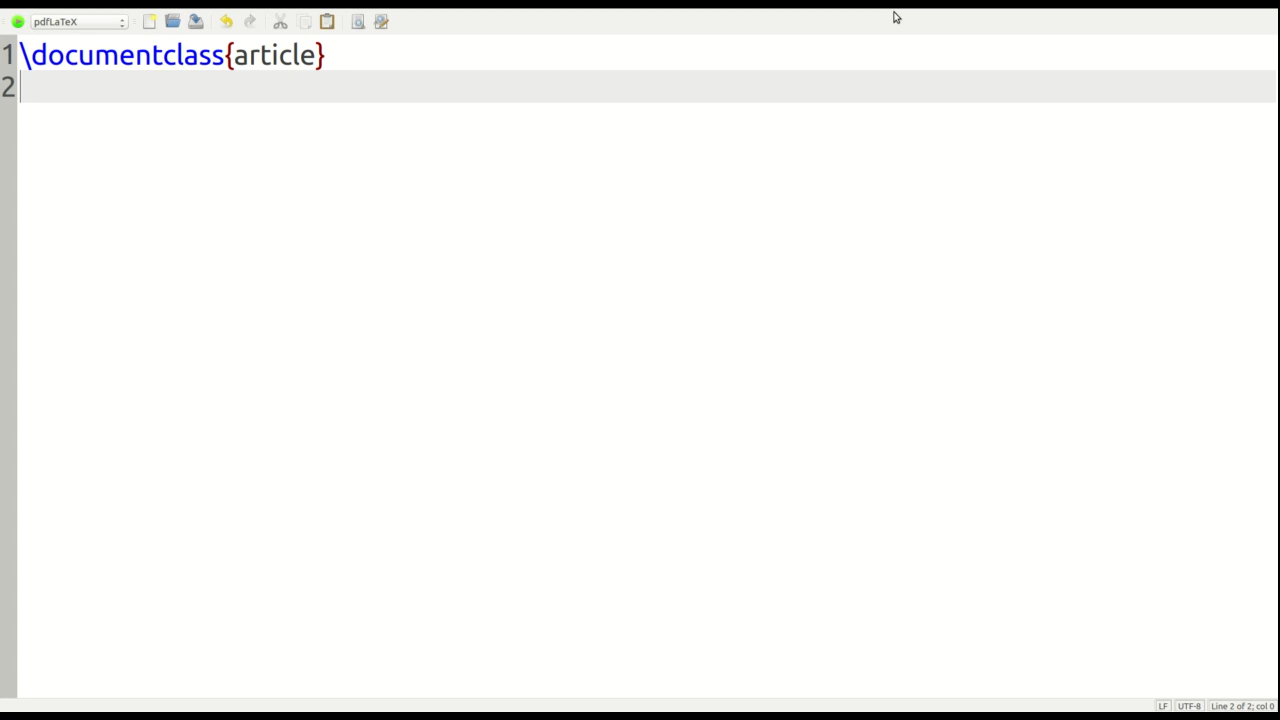 pdfLaTeX
1 \documentclass{article}
2
LF UTF-8 Line 2 of 2; col 0